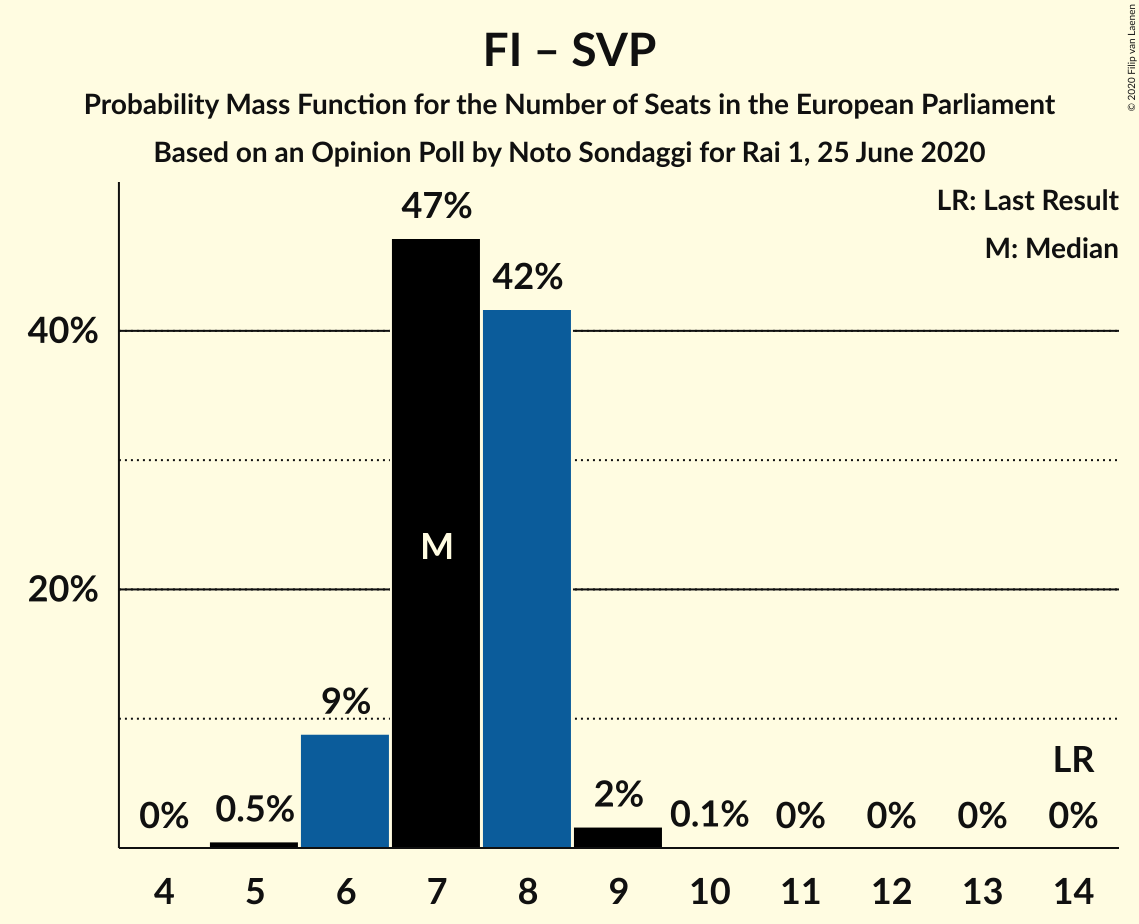 FI – SVP
Probability Mass Function for the Number of Seats in the European Parliament
Based on an Opinion Poll by Noto Sondaggi for Rai 1, 25 June 2020
© 2020 Filip van Laenen
LR: Last Result
M: Median
47%
42%
40%
M
20%
9%
LR
0% 0.5% 2% 0.1% 0% 0% 0% 0%
4 5 6 7 8 9 10 11 12 13 14